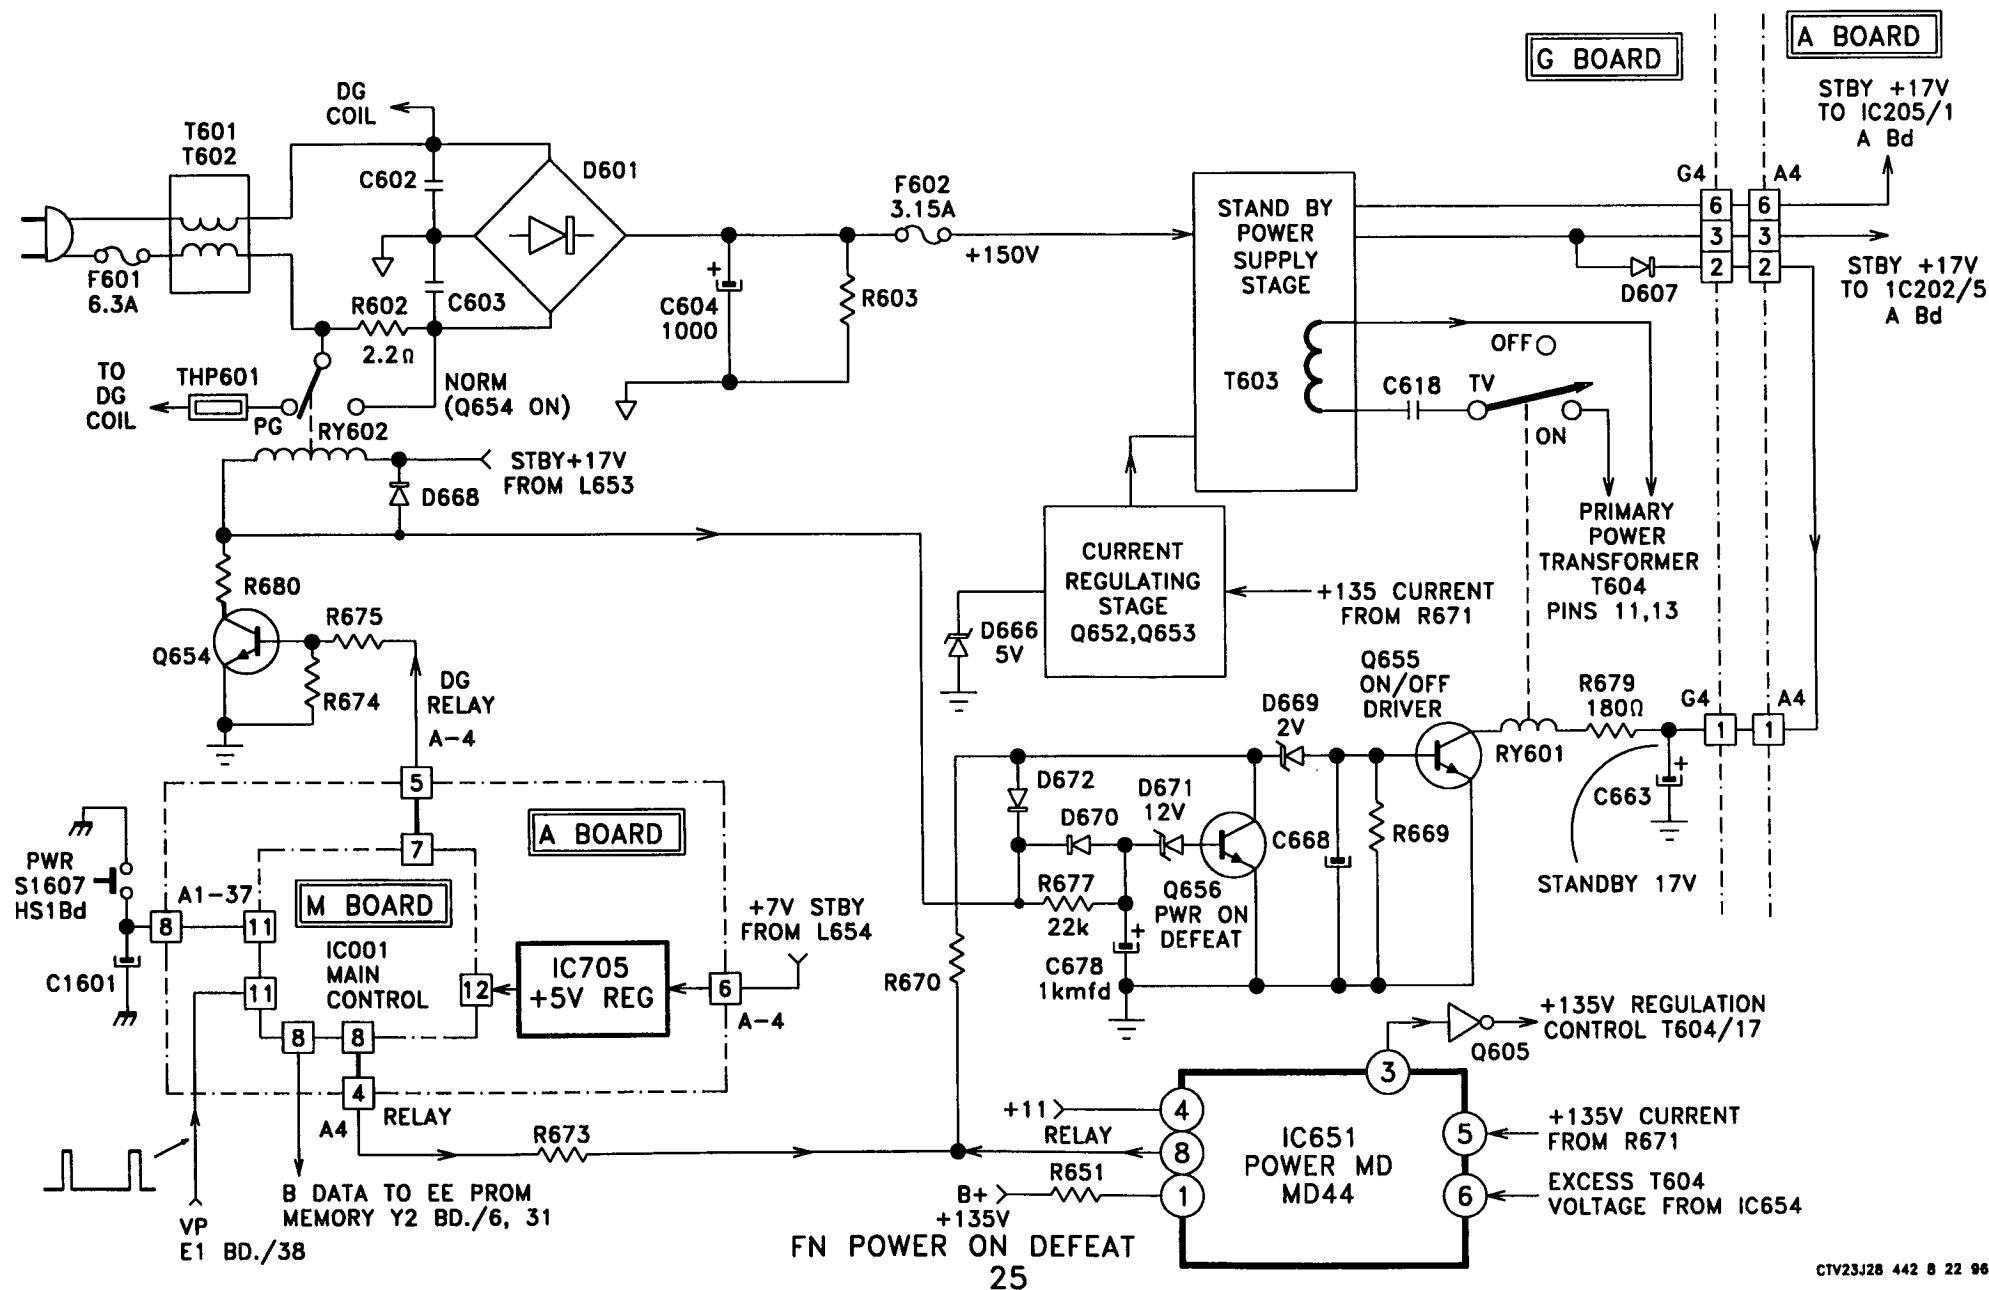 G BOARD
A BOARD
STBY +17V
TO IC205/1
A Bd
DG
COIL
T601
T602
C602
D601
F602
3.15A
+150V
STAND BY
POWER
SUPPLY
STAGE
G4
A4
6
6
3
3
2
2
D607
STBY +17V
TO 1C202/5
A Bd
F601
6.3A
R602
2.2Ω
C603
C604
1000
+
R603
T603
OFF
C618
TV
ON
TO
DG
COIL
THP601
PG
RY602
NORM
(Q654 ON)
STBY+17V
FROM L653
D668
PRIMARY
POWER
TRANSFORMER
T604
PINS 11,13
CURRENT
REGULATING
STAGE
Q652,Q653
+135 CURRENT
FROM R671
D666
5V
R680
R675
Q654
R674
DG
RELAY
A-4
Q655
ON/OFF
DRIVER
D669
2V
R679
180Ω
G4
A4
1
1
RY601
C663
+
STANDBY 17V
5
A BOARD
7
PWR
S1607
HS1Bd
A1-37
M BOARD
8
11
C1601
IC001
MAIN
CONTROL
11
12
IC705
+5V REG
6
A-4
+7V STBY
FROM L654
8
8
4
A4
RELAY
D672
D670
D671
12V
C668
R669
R677
22k
Q656
PWR ON
DEFEAT
C678
1kmfd
+
R670
+135V REGULATION
CONTROL T604/17
Q605
3
R673
+11
4
RELAY
8
R651
1
B+
+135V
IC651
POWER MD
MD44
5
+135V CURRENT
FROM R671
6
EXCESS T604
VOLTAGE FROM IC654
VP
E1 BD./38
B DATA TO EE PROM
MEMORY Y2 BD./6, 31
FN POWER ON DEFEAT
25
CTV23J28 442 8 22 96